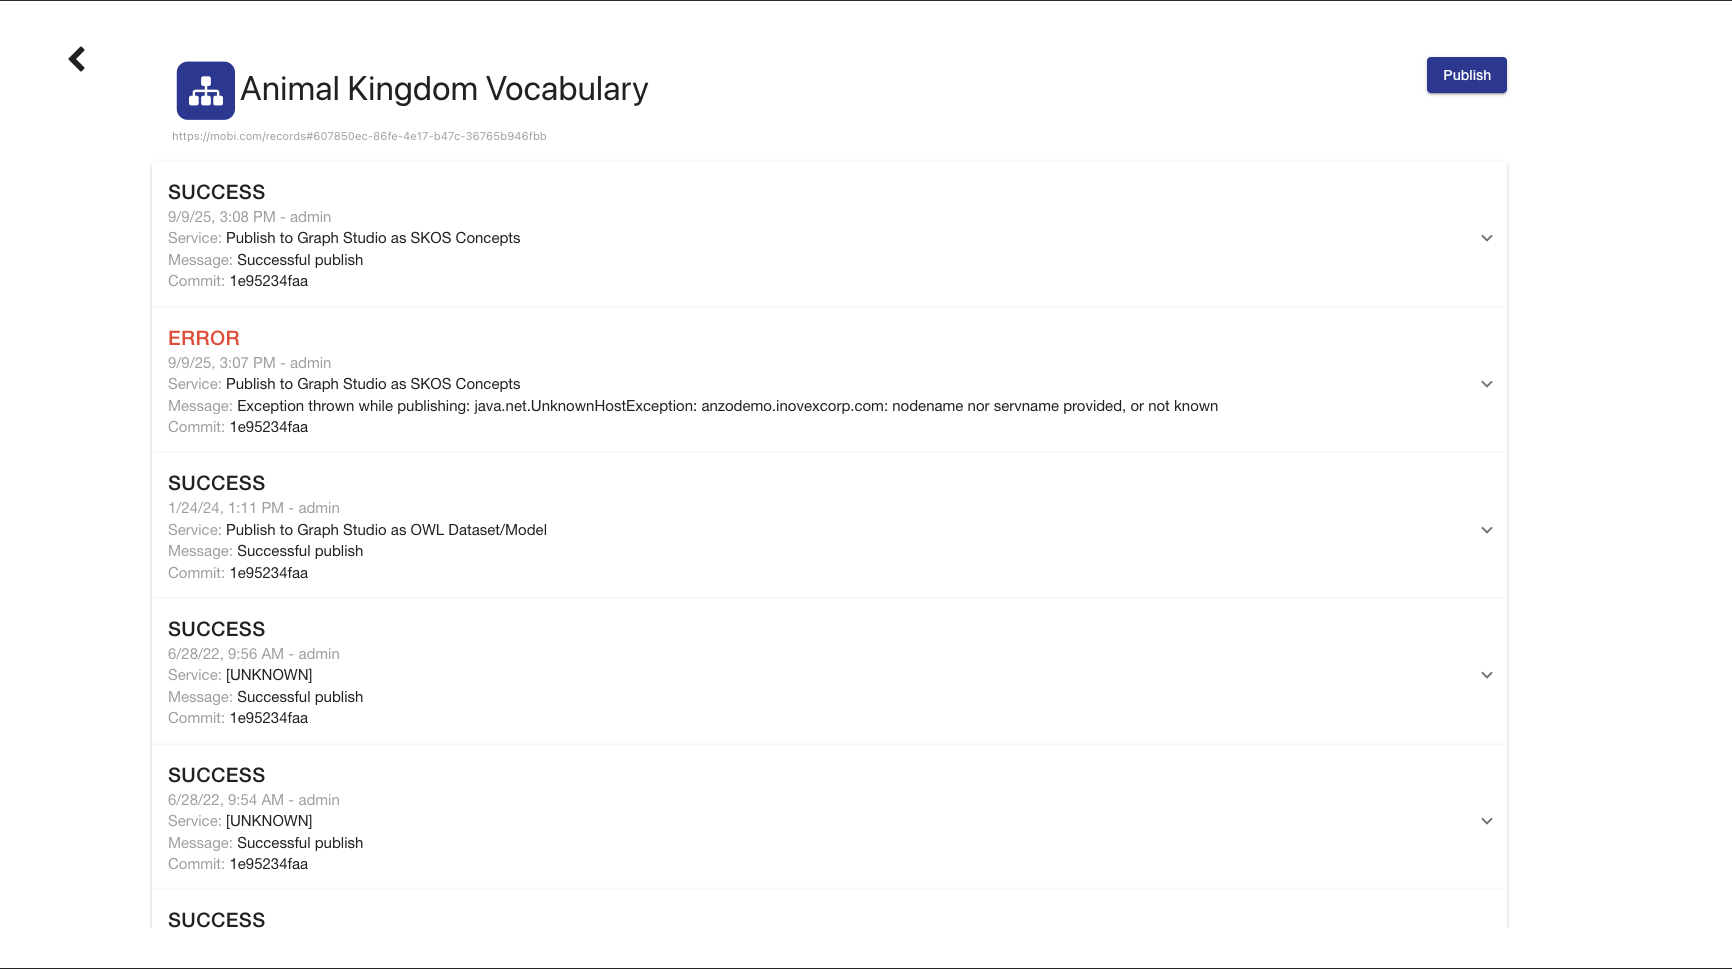 Animal Kingdom Vocabulary
Publish
https://mobi.com/records#607850ec-86fe-4e17-b47c-36765b946fbb
SUCCESS
9/9/25, 3:08 PM - admin
Service: Publish to Graph Studio as SKOS Concepts
Message: Successful publish
Commit: 1e95234faa
ERROR
9/9/25, 3:07 PM - admin
Service: Publish to Graph Studio as SKOS Concepts
Message: Exception thrown while publishing: java.net.UnknownHostException: anzodemo.inovexcorp.com: nodename nor servname provided, or not known
Commit: 1e95234faa
SUCCESS
1/24/24, 1:11 PM - admin
Service: Publish to Graph Studio as OWL Dataset/Model
Message: Successful publish
Commit: 1e95234faa
SUCCESS
6/28/22, 9:56 AM - admin
Service: [UNKNOWN]
Message: Successful publish
Commit: 1e95234faa
SUCCESS
6/28/22, 9:54 AM - admin
Service: [UNKNOWN]
Message: Successful publish
Commit: 1e95234faa
SUCCESS